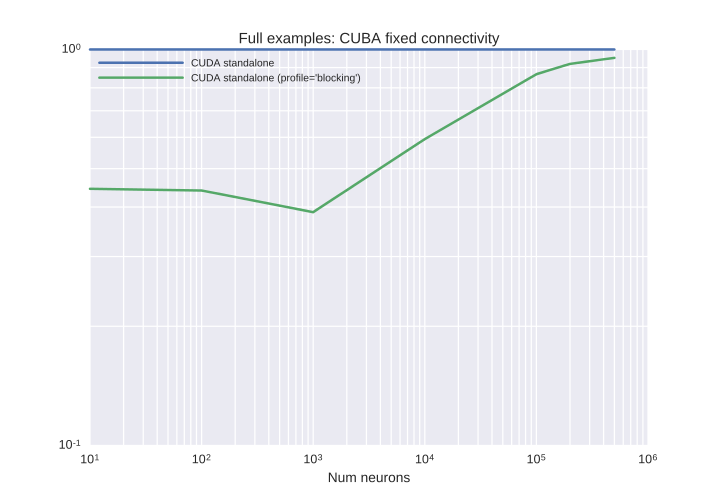 Full examples: CUBA fixed connectivity
10⁰
CUDA standalone
CUDA standalone (profile='blocking')
10⁻¹
10¹ 10² 10³ 10⁴ 10⁵ 10⁶
Num neurons